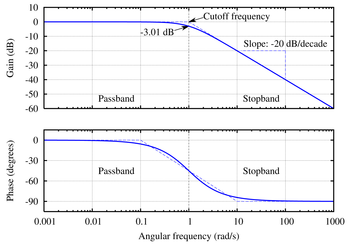 10
0
-10
-20
-30
-40
-50
-60
Gain (dB)
Cutoff frequency
-3.01 dB
Slope: -20 dB/decade
Passband
Stopband
0
-30
-60
-90
Phase (degrees)
Passband
Stopband
0.001 0.01 0.1 1 10 100 1000
Angular frequency (rad/s)